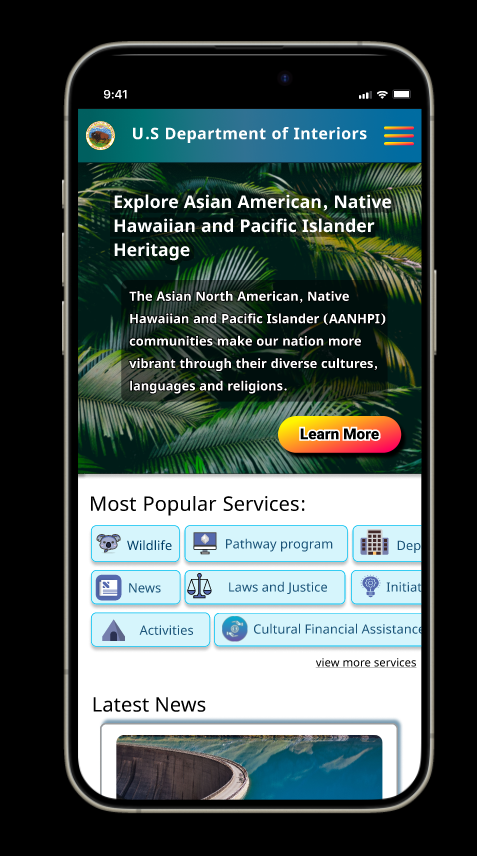 9:41
U.S Department of Interiors
Explore Asian American, Native
Hawaiian and Pacific Islander
Heritage
The Asian North American, Native
Hawaiian and Pacific Islander (AANHPI)
communities make our nation more
vibrant through their diverse cultures,
languages and religions.
Learn More
Most Popular Services:
Wildlife
Pathway program
Dep
News
Laws and Justice
Initiat
Activities
Cultural Financial Assistance
view more services
Latest News